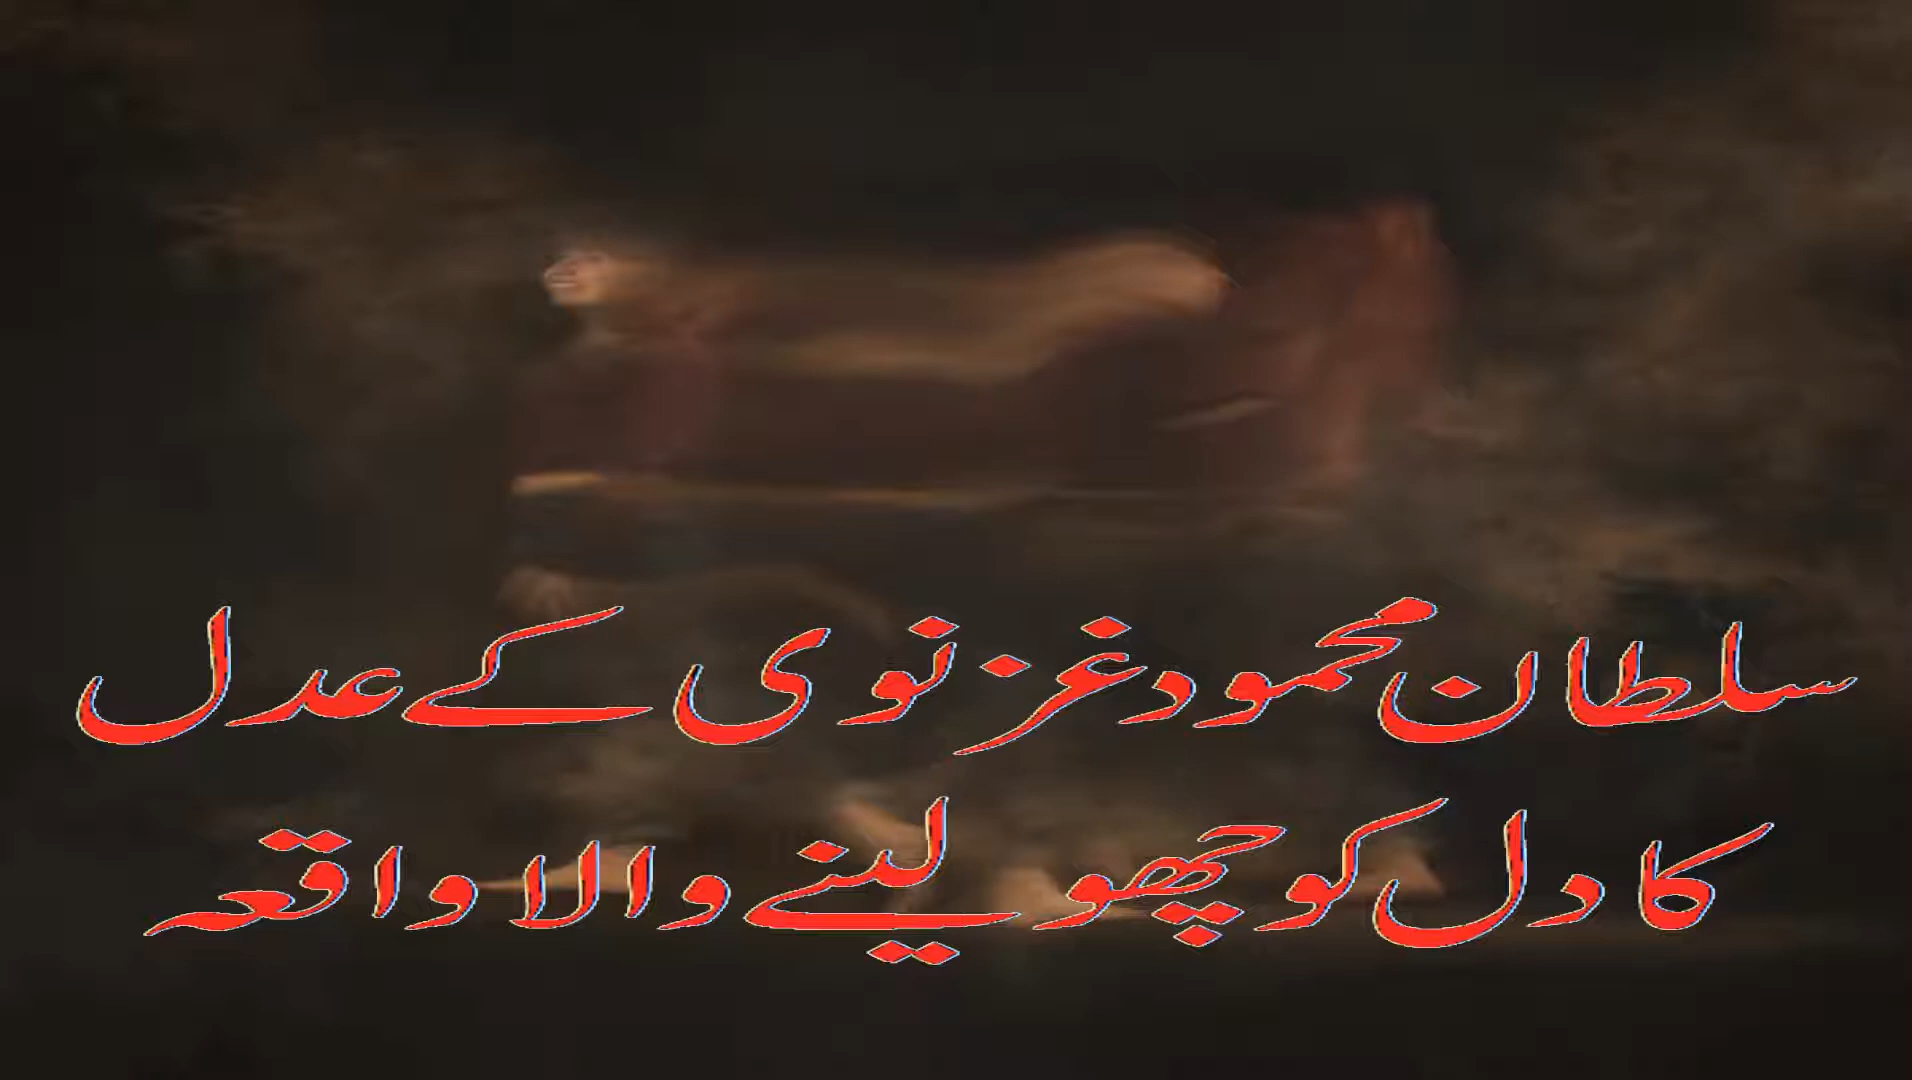 سلطان محمود غزنوی کے عدل
کا دل کو چھو لینے والا واقعہ